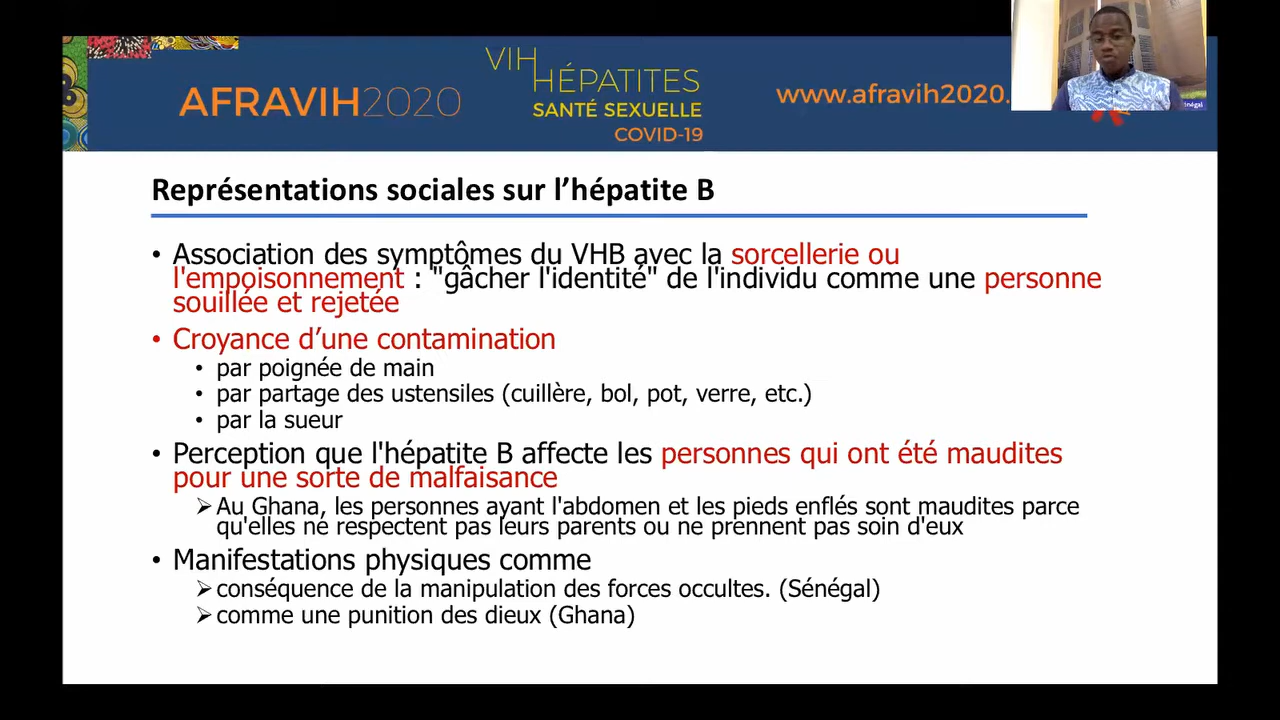 AFRAVIH2020
VIH
HÉPATITES
SANTÉ SEXUELLE
COVID-19
www.afravih2020.
Représentations sociales sur l’hépatite B
• Association des symptômes du VHB avec la sorcellerie ou
l'empoisonnement : "gâcher l'identité" de l'individu comme une personne
souillée et rejetée
• Croyance d’une contamination
• par poignée de main
• par partage des ustensiles (cuillère, bol, pot, verre, etc.)
• par la sueur
• Perception que l'hépatite B affecte les personnes qui ont été maudites
pour une sorte de malfaisance
➢Au Ghana, les personnes ayant l'abdomen et les pieds enflés sont maudites parce
qu'elles ne respectent pas leurs parents ou ne prennent pas soin d'eux
• Manifestations physiques comme
➢conséquence de la manipulation des forces occultes. (Sénégal)
➢comme une punition des dieux (Ghana)